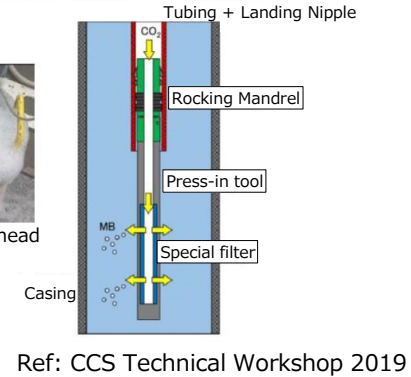 Tubing + Landing Nipple
CO2
Rocking Mandrel
Press-in tool
head
MB
Special filter
Casing
Ref: CCS Technical Workshop 2019